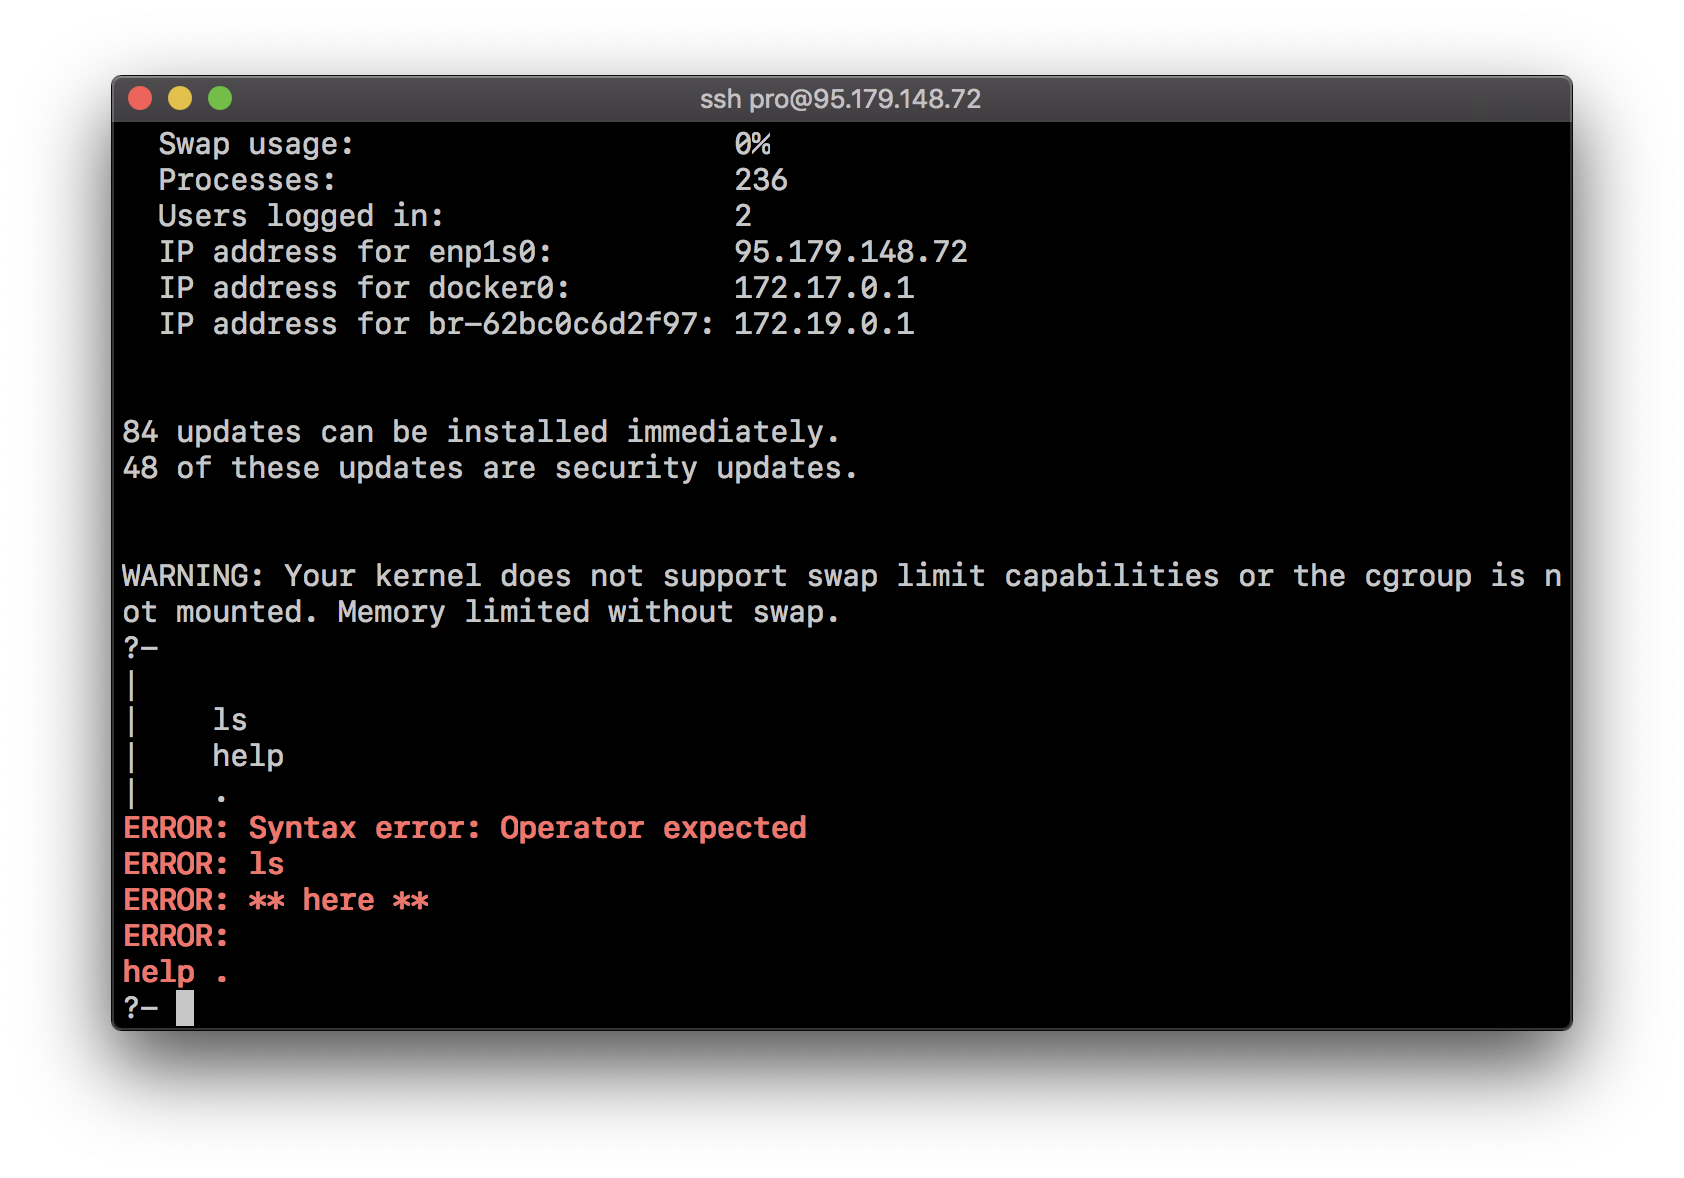 ssh pro@95.179.148.72
Swap usage: 0%
Processes: 236
Users logged in: 2
IP address for enp1s0: 95.179.148.72
IP address for docker0: 172.17.0.1
IP address for br-62bc0c6d2f97: 172.19.0.1
84 updates can be installed immediately.
48 of these updates are security updates.
WARNING: Your kernel does not support swap limit capabilities or the cgroup is n
ot mounted. Memory limited without swap.
?-
|
| ls
| help
| .
ERROR: Syntax error: Operator expected
ERROR: ls
ERROR: ** here **
ERROR:
help .
?-